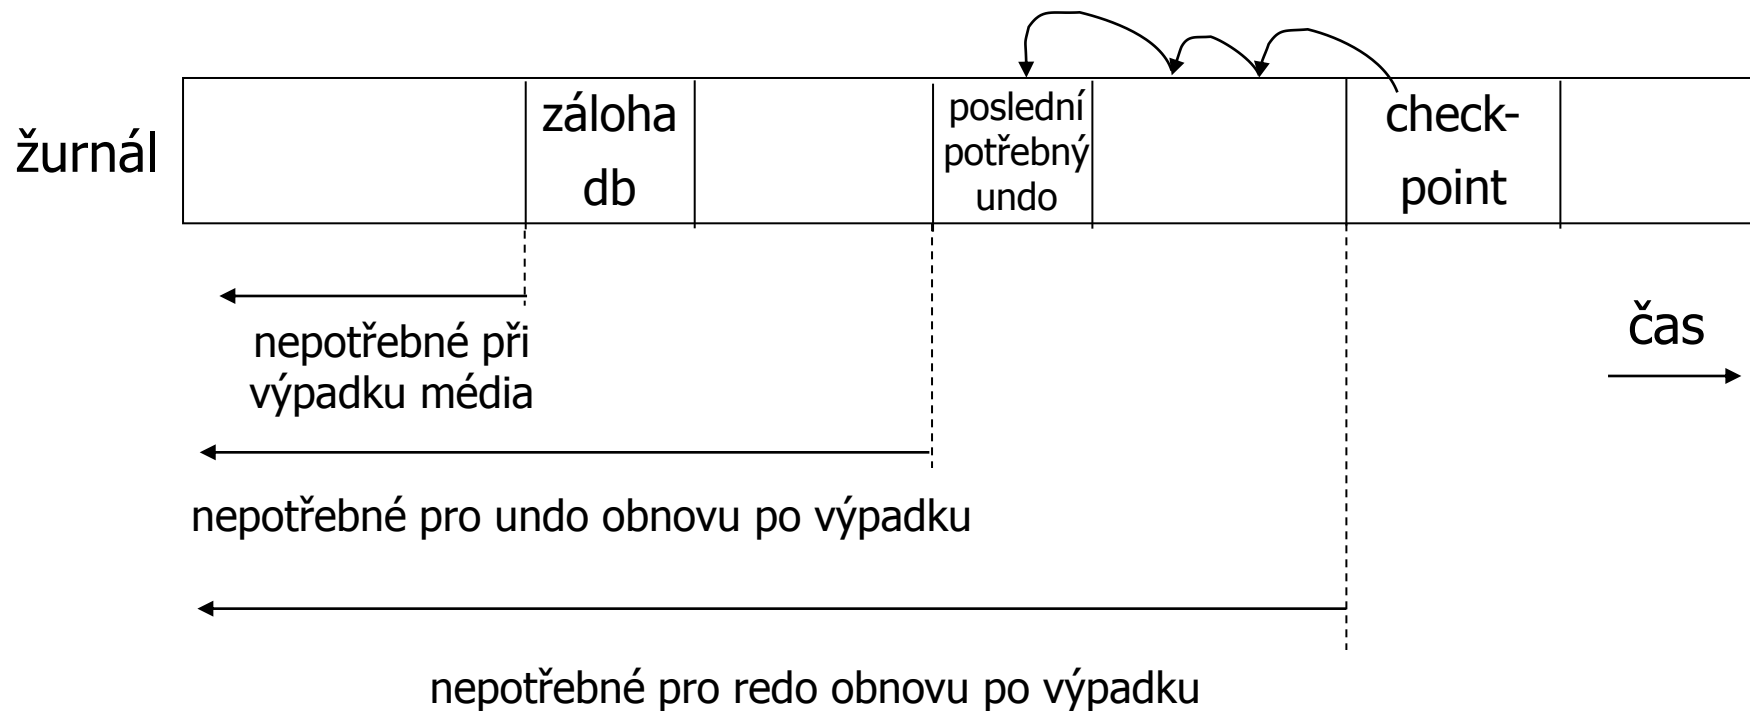 žurnál
záloha
db
poslední
potřebný
undo
check-
point
nepotřebné při
výpadku média
čas
nepotřebné pro undo obnovu po výpadku
nepotřebné pro redo obnovu po výpadku